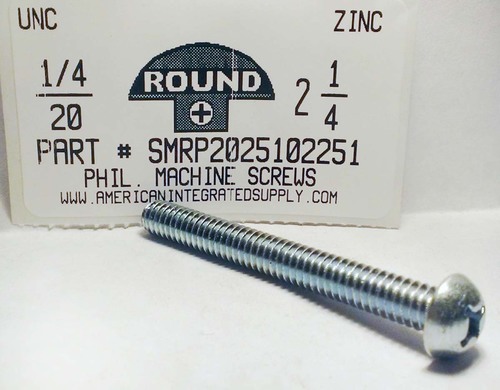 UNC ZINC
1/4 20 ROUND 2 1/4
PART # SMRP2025102251
PHIL. MACHINE SCREWS
WWW.AMERICANINTEGRATEDSUPPLY.COM